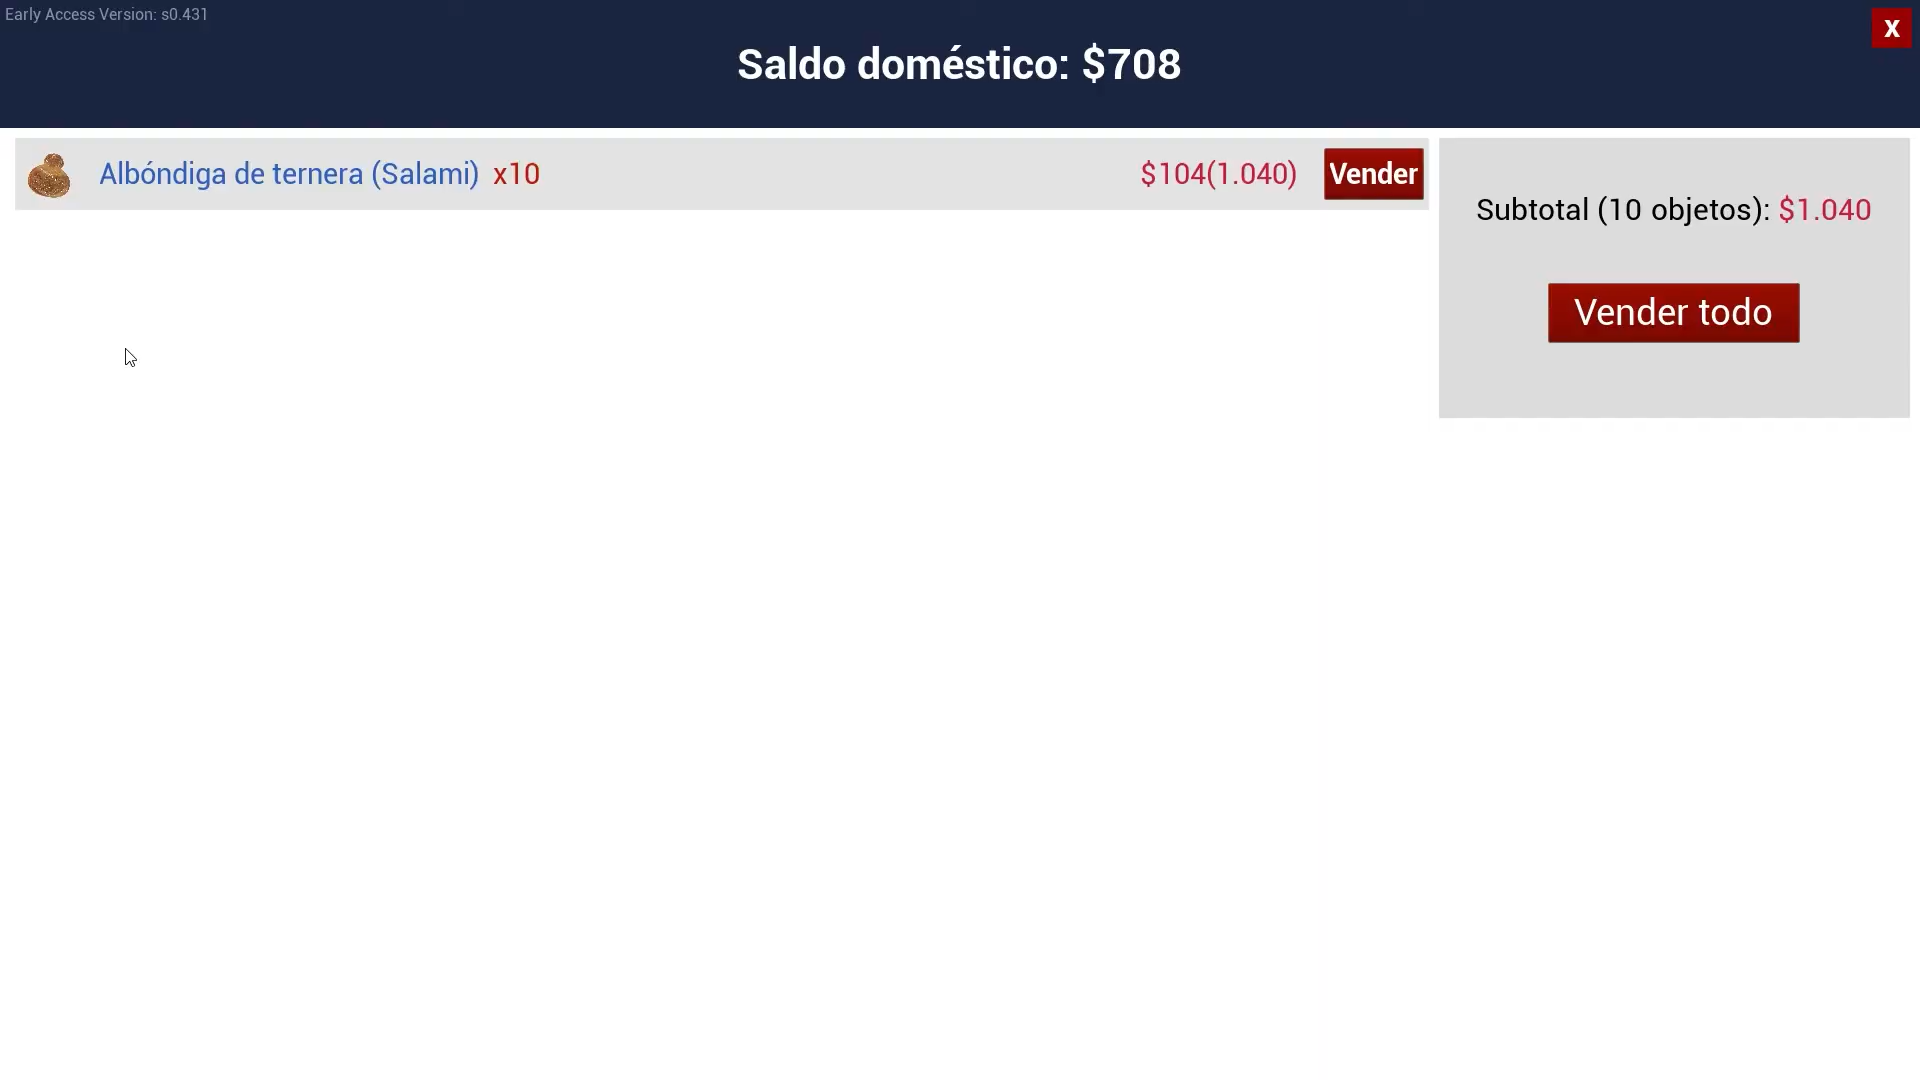 Early Access Version: s0.431
X
Saldo doméstico: $708
Albóndiga de ternera (Salami) x10 $104(1.040) Vender
Subtotal (10 objetos): $1.040
Vender todo